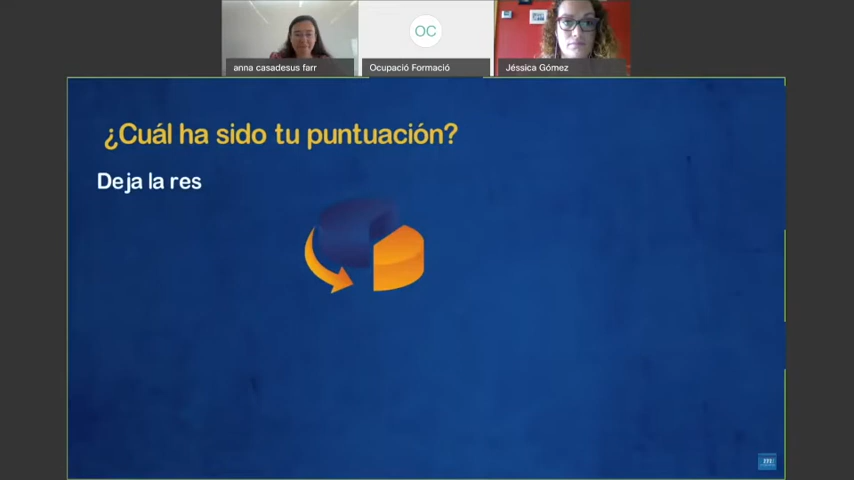 OC
anna casadesus farr
Ocupació Formació
Jéssica Gómez
¿Cuál ha sido tu puntuación?
Deja la res